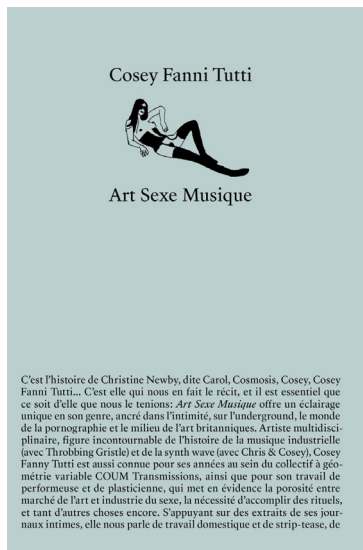 Cosey Fanni Tutti
Art Sexe Musique
C'est l'histoire de Christine Newby, dite Carol, Cosmosis, Cosey, Cosey
Fanni Tutti... C'est elle qui nous en fait le récit, et il est essentiel que
ce soit d'elle que nous le tenions: Art Sexe Musique offre un éclairage
unique en son genre, ancré dans l'intimité, sur l'underground, le monde
de la pornographie et le milieu de l'art britanniques. Artiste multidisci-
plinaire, figure incontournable de l'histoire de la musique industrielle
(avec Throbbing Gristle) et de la synth wave (avec Chris & Cosey), Cosey
Fanny Tutti est aussi connue pour ses années au sein du collectif à géo-
métrie variable COUM Transmissions, ainsi que pour son travail de
performeuse et de plasticienne, qui met en évidence la porosité entre
marché de l'art et industrie du sexe, la nécessité d'accomplir des rituels,
et tant d'autres choses encore. S'appuyant sur des extraits de ses jour-
naux intimes, elle nous parle de travail domestique et de strip-tease, de